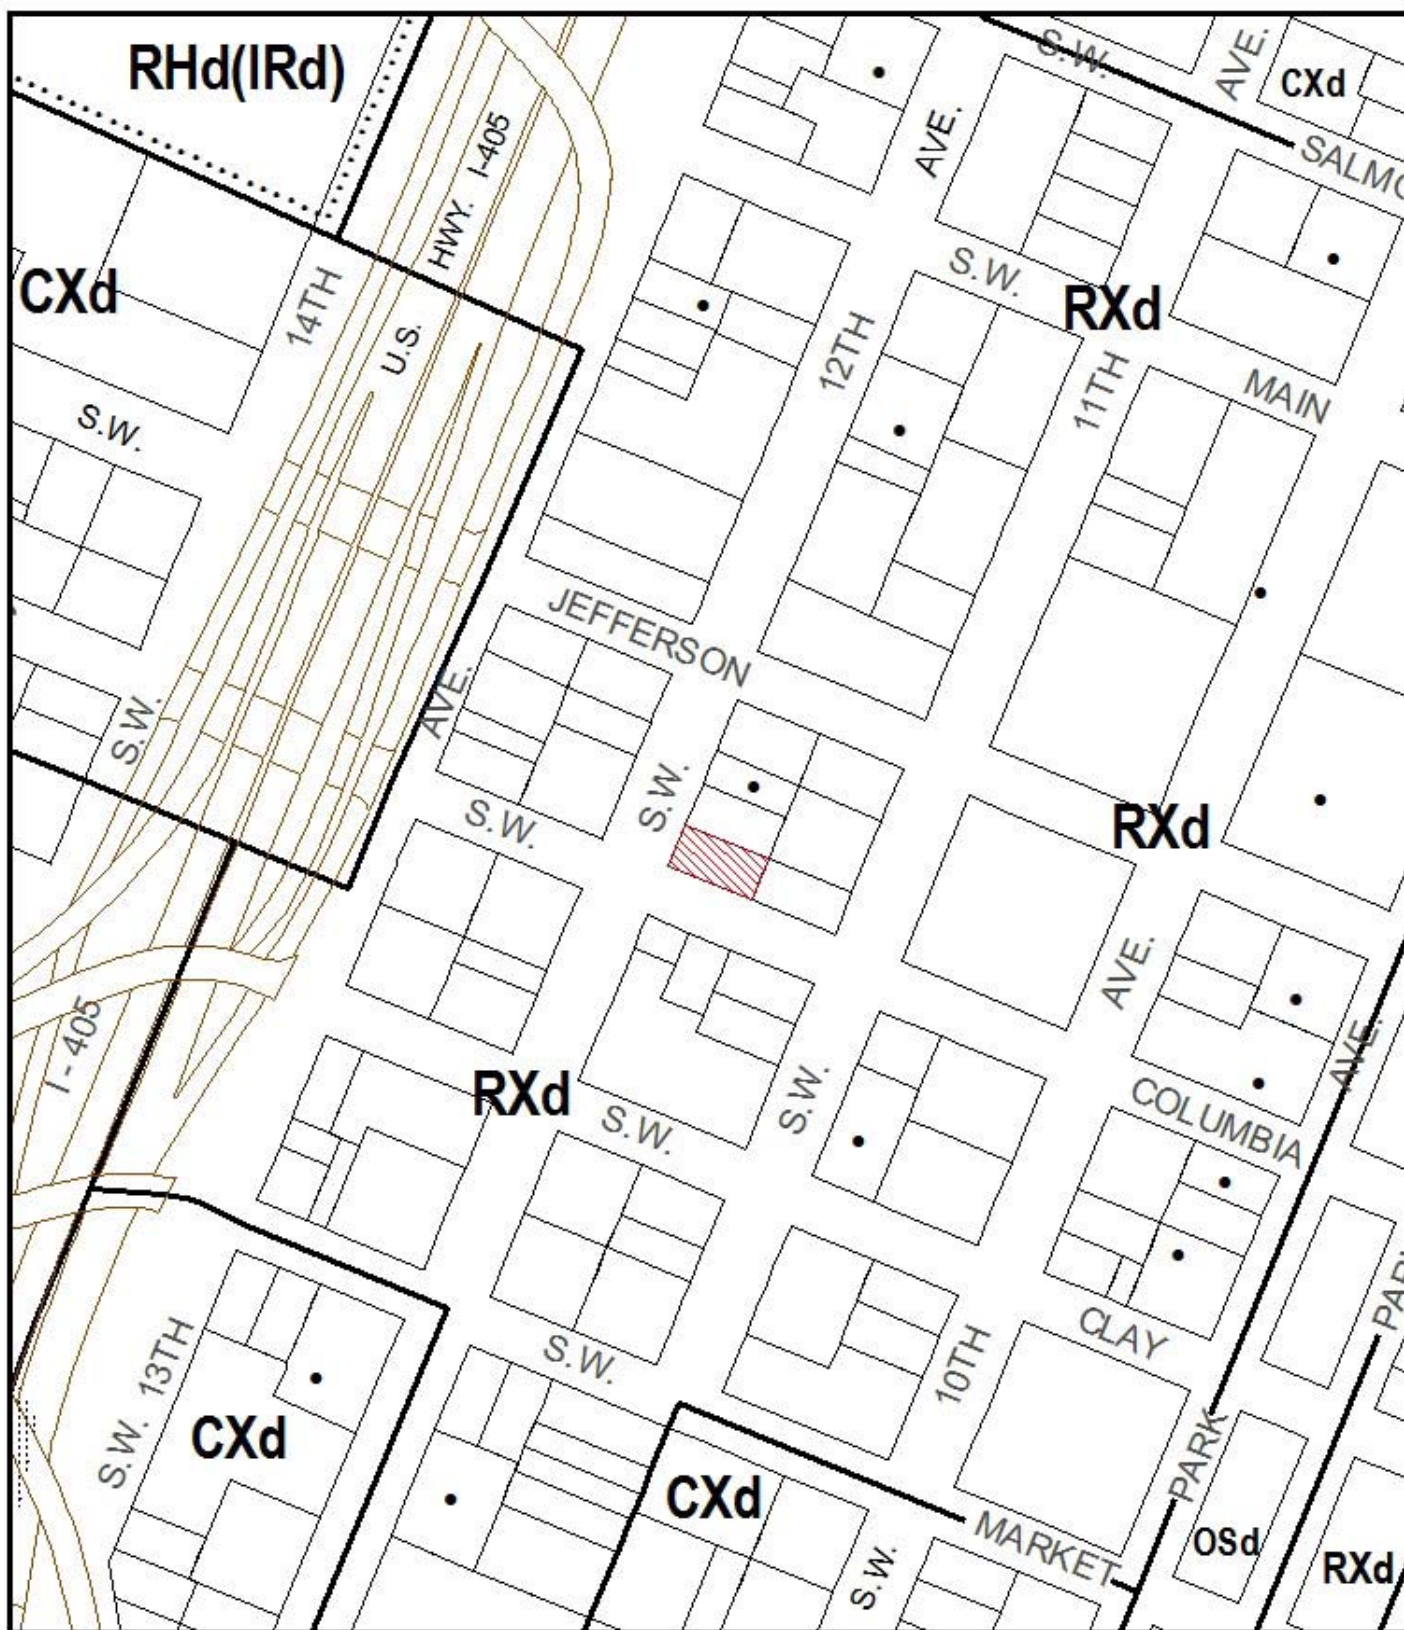 RHd(IRd)
S.W.
AVE.
CXd
SALMO
HWY. I-405
AVE.
S.W.
RXd
CXd
14TH
U.S.
12TH
11TH
MAIN
S.W.
JEFFERSON
AVE.
S.W.
S.W.
S.W.
RXd
AVE.
I-405
AVE.
RXd
S.W.
S.W.
COLUMBIA
PAR
CLAY
S.W. 13TH
S.W.
10TH
CXd
PARK
CXd
MARKET
S.W.
OSd
RXd